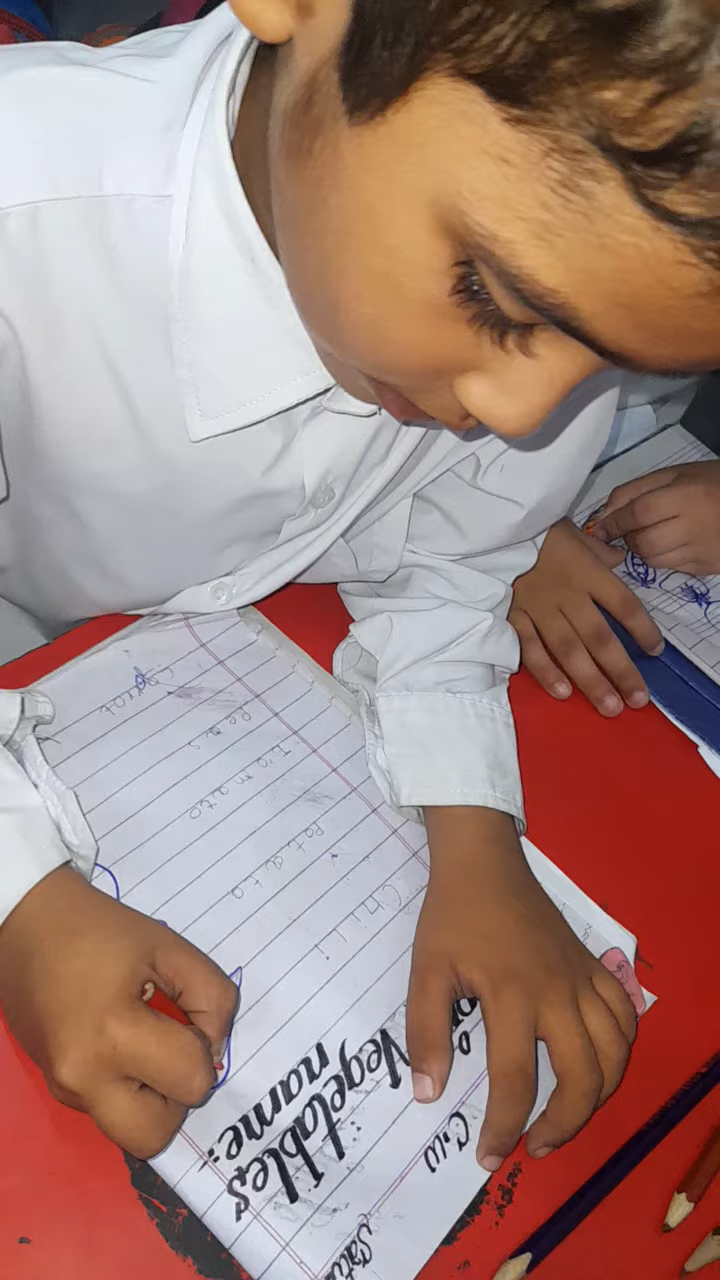 C.W
Vegetables
name:-
Chilli
Potato
Tomato
Peas
Carrot